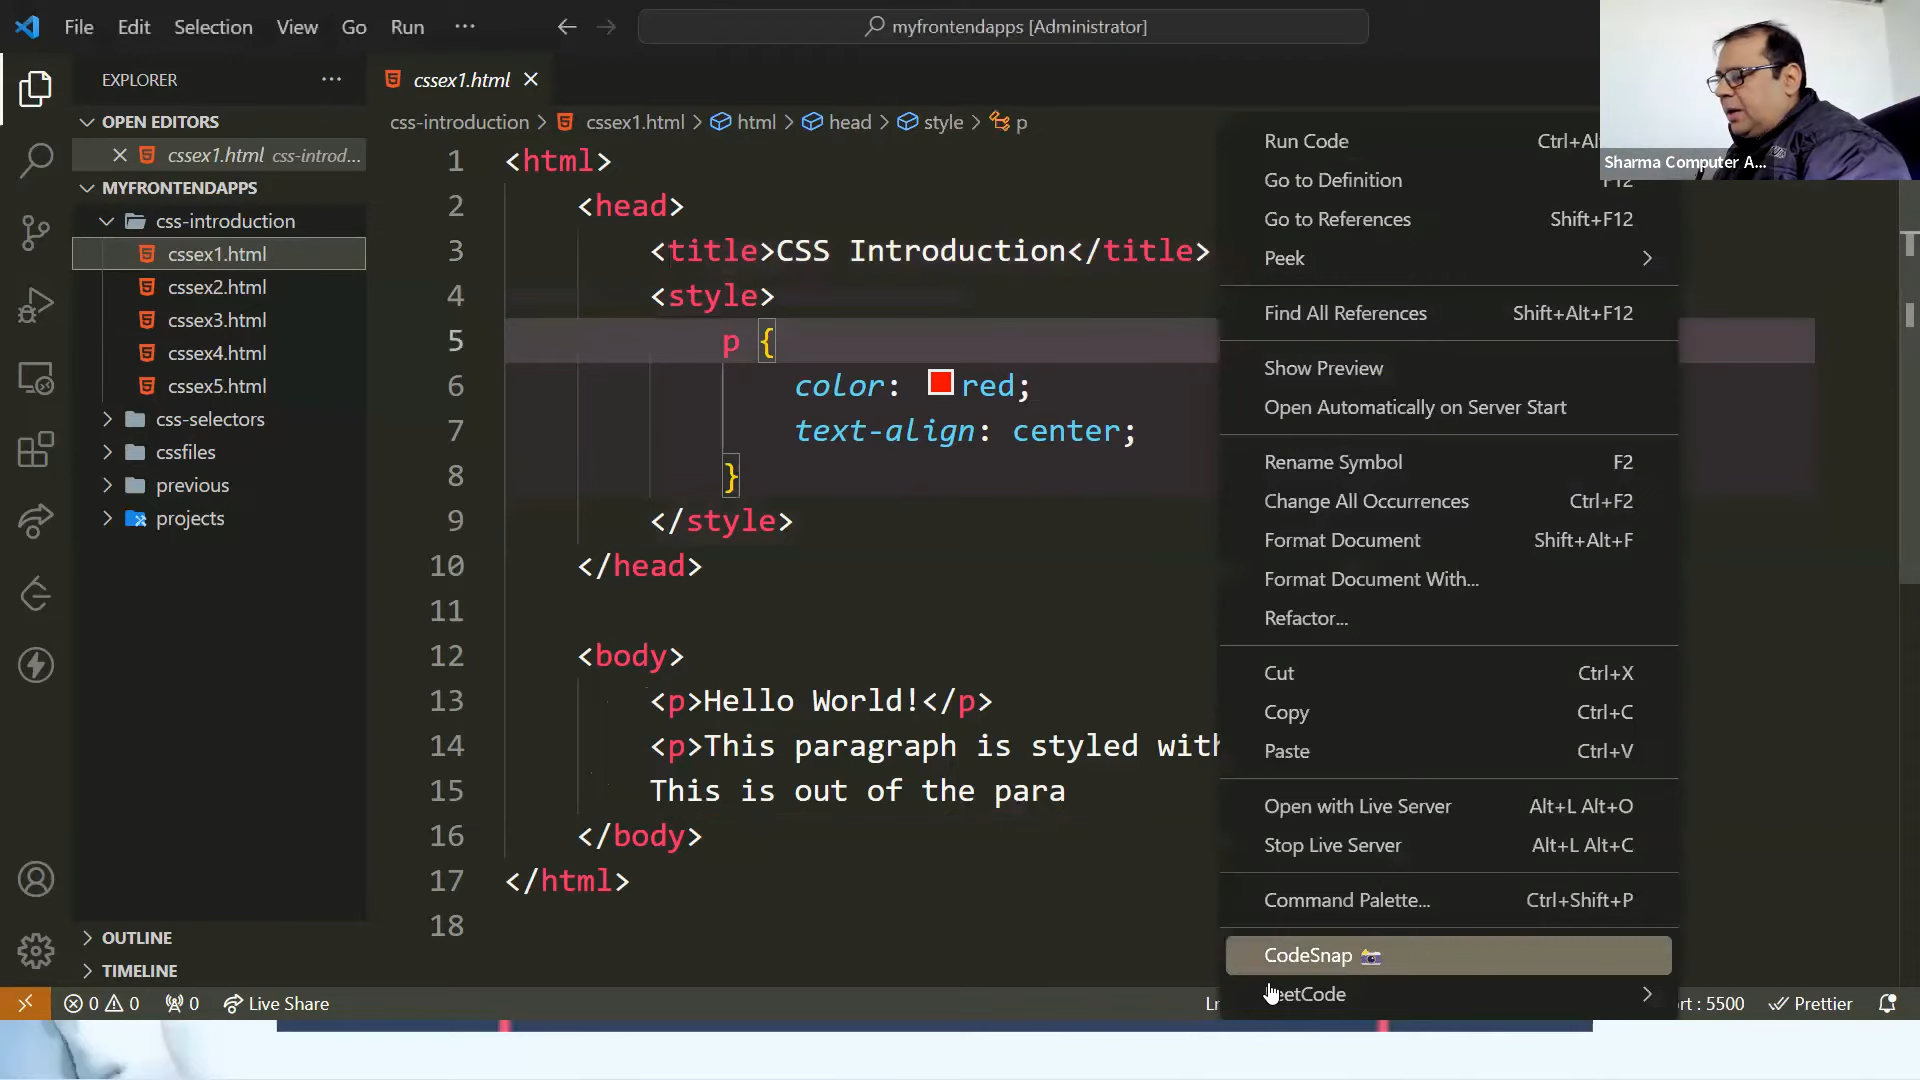 File Edit Selection View Go Run ··· myfrontendapps [Administrator]
EXPLORER ···
OPEN EDITORS
cssex1.html css-introd...
MYFRONTENDAPPS
css-introduction
cssex1.html
cssex2.html
cssex3.html
cssex4.html
cssex5.html
css-selectors
cssfiles
previous
projects
OUTLINE
TIMELINE
cssex1.html
css-introduction > cssex1.html > html > head > style > p
1 <html>
2 <head>
3 <title>CSS Introduction</title>
4 <style>
5 p {
6 color: red;
7 text-align: center;
8 }
9 </style>
10 </head>
11
12 <body>
13 <p>Hello World!</p>
14 <p>This paragraph is styled with
15 This is out of the para
16 </body>
17 </html>
18
Run Code Ctrl+Al
Go to Definition F12
Go to References Shift+F12
Peek
Find All References Shift+Alt+F12
Show Preview
Open Automatically on Server Start
Rename Symbol F2
Change All Occurrences Ctrl+F2
Format Document Shift+Alt+F
Format Document With...
Refactor...
Cut Ctrl+X
Copy Ctrl+C
Paste Ctrl+V
Open with Live Server Alt+L Alt+O
Stop Live Server Alt+L Alt+C
Command Palette... Ctrl+Shift+P
CodeSnap 📸
eetCode
Sharma Computer A...
0 0 0 Live Share Ln rt : 5500 Prettier